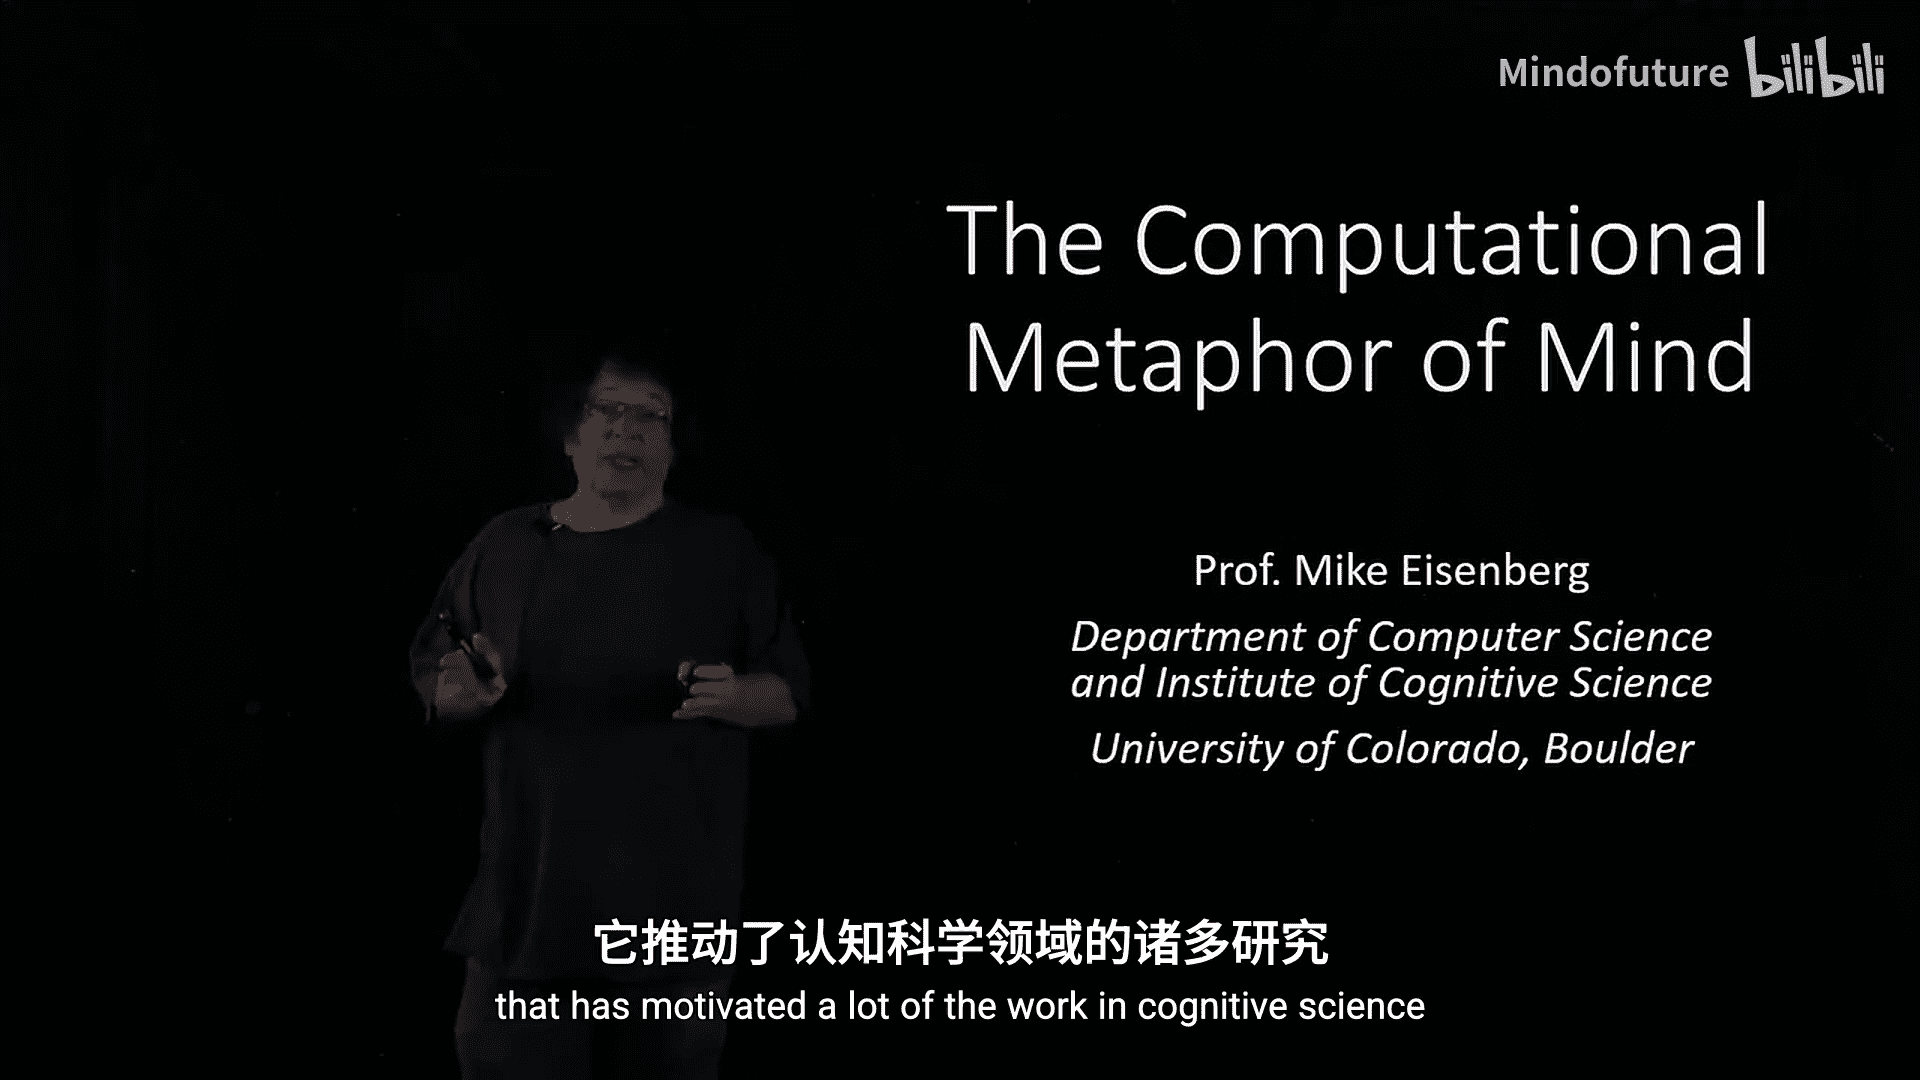 Mindofuture bilibili
The Computational
Metaphor of Mind
Prof. Mike Eisenberg
Department of Computer Science
and Institute of Cognitive Science
University of Colorado, Boulder
它推动了认知科学领域的诸多研究
that has motivated a lot of the work in cognitive science